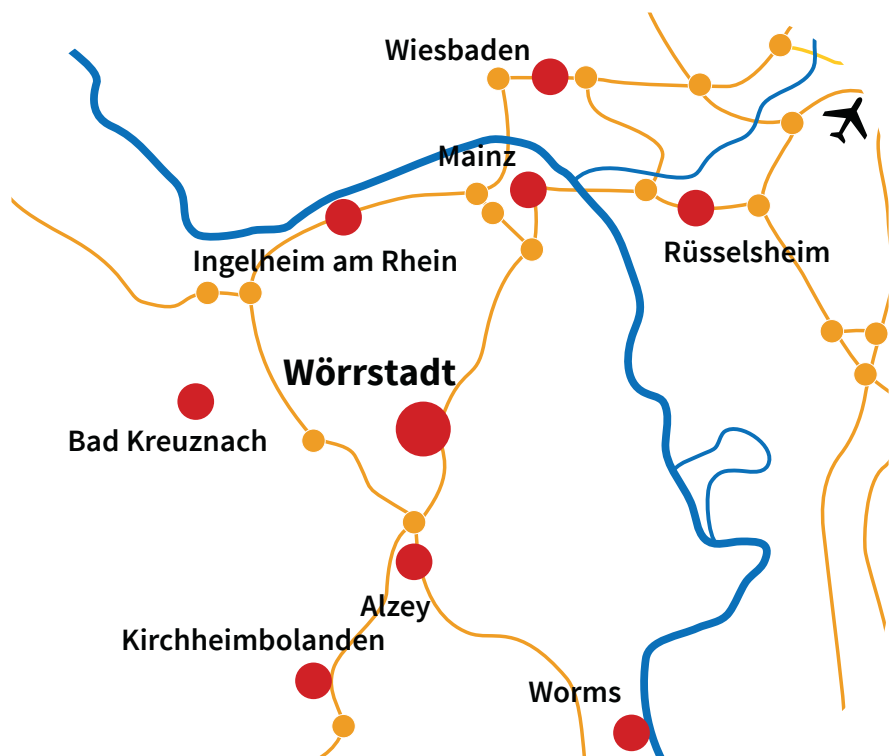 Wiesbaden
Mainz
Rüsselsheim
Ingelheim am Rhein
Wörrstadt
Bad Kreuznach
Alzey
Kirchheimbolanden
Worms